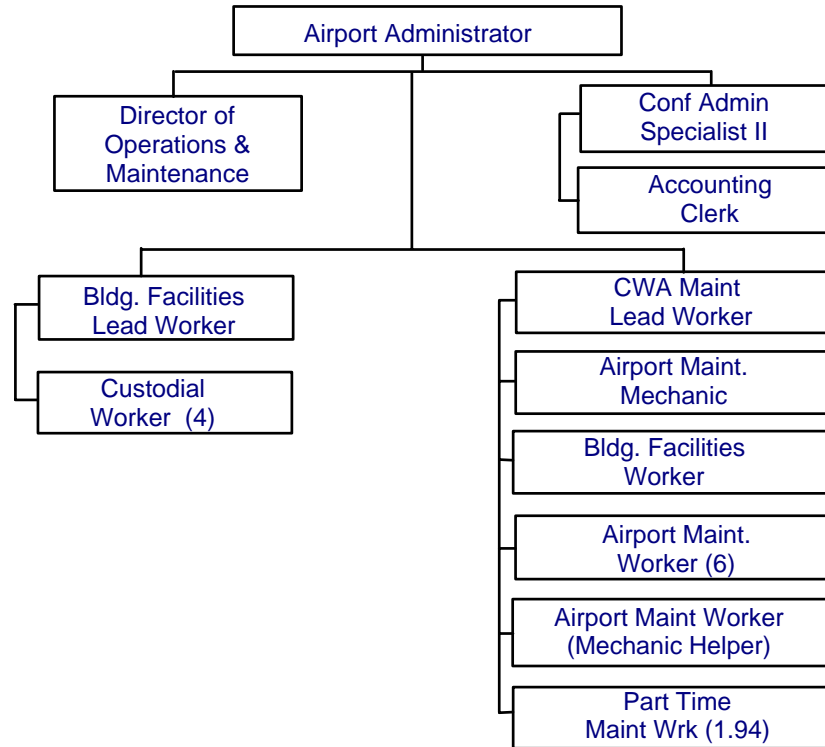 Airport Administrator
Director of
Operations &
Maintenance
Conf Admin
Specialist II
Accounting
Clerk
Bldg. Facilities
Lead Worker
Custodial
Worker (4)
CWA Maint
Lead Worker
Airport Maint.
Mechanic
Bldg. Facilities
Worker
Airport Maint.
Worker (6)
Airport Maint Worker
(Mechanic Helper)
Part Time
Maint Wrk (1.94)